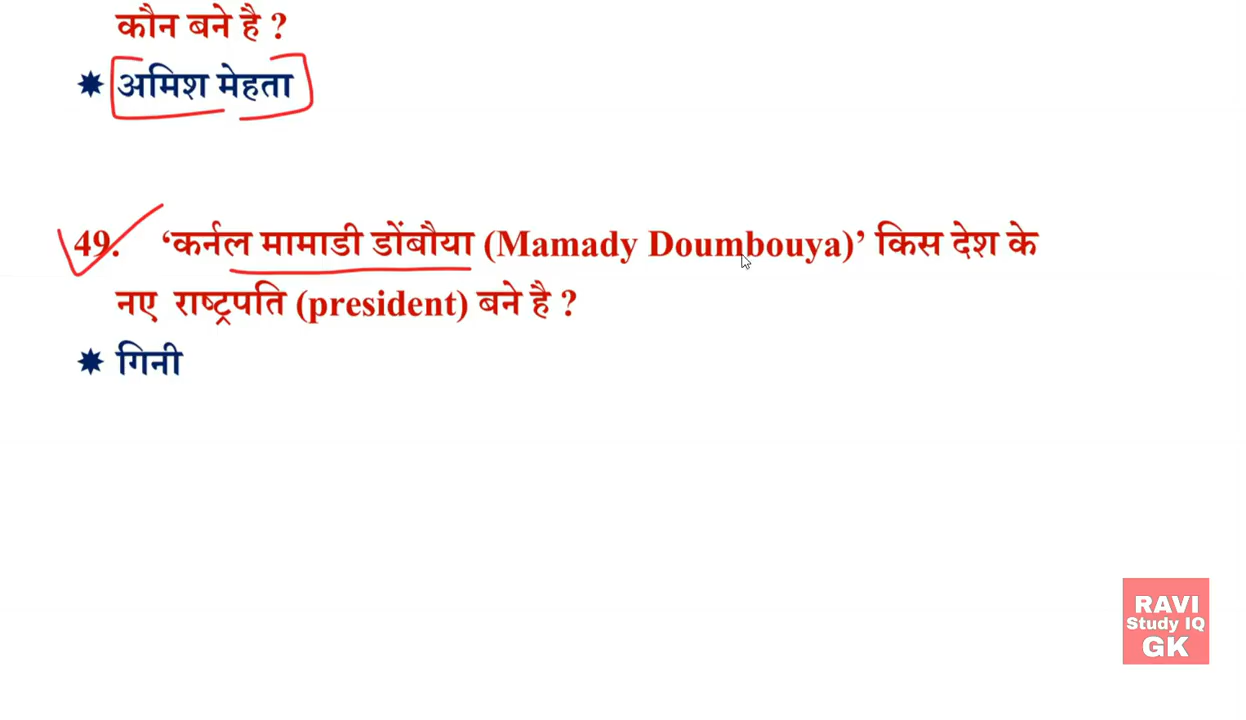 कौन बने है ?
✷ अमिश मेहता
49. ‘कर्नल मामाडी डोंबौया (Mamady Doumbouya)’ किस देश के
नए राष्ट्रपति (president) बने है ?
✷ गिनी
RAVI
Study IQ
GK